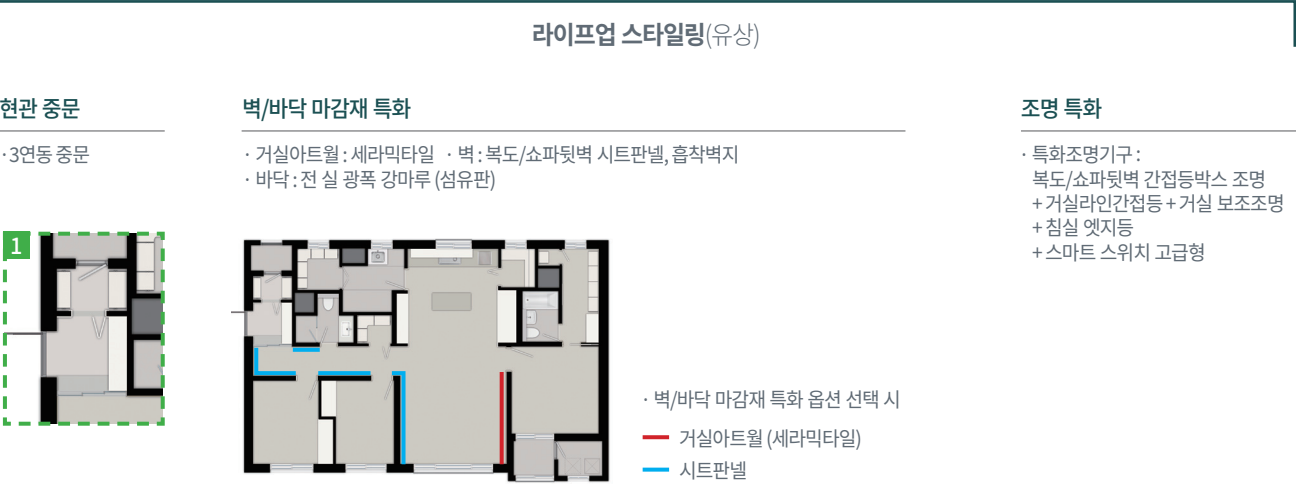 라이프업 스타일링(유상)
현관 중문
· 3연동 중문
1
벽/바닥 마감재 특화
· 거실아트월 : 세라믹타일 · 벽 : 복도/쇼파뒷벽 시트판넬, 흡착벽지
· 바닥 : 전 실 광폭 강마루 (섬유판)
· 벽/바닥 마감재 특화 옵션 선택 시
거실아트월 (세라믹타일)
시트판넬
조명 특화
· 특화조명기구 :
복도/쇼파뒷벽 간접등박스 조명
+ 거실라인간접등 + 거실 보조조명
+ 침실 엣지등
+ 스마트 스위치 고급형